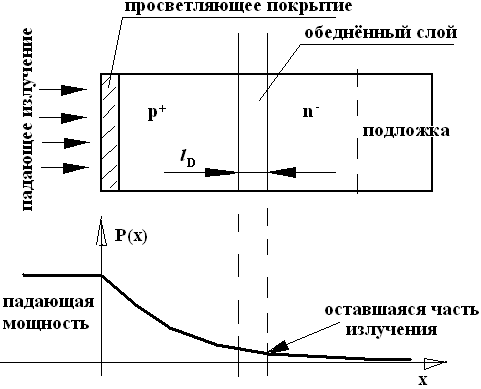 просветляющее покрытие
обеднённый слой
падающее излучение
p+
n-
подложка
lD
P(x)
падающая
мощность
оставшаяся часть
излучения
x